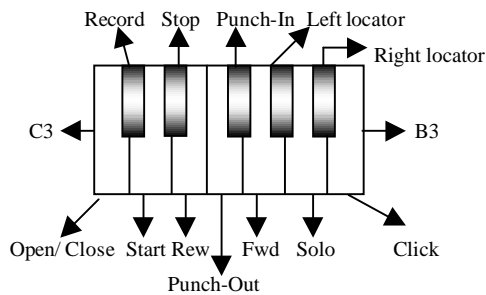 Record Stop Punch-In Left locator
Right locator
C3 B3
Open/ Close Start Rew Fwd Solo Click
Punch-Out